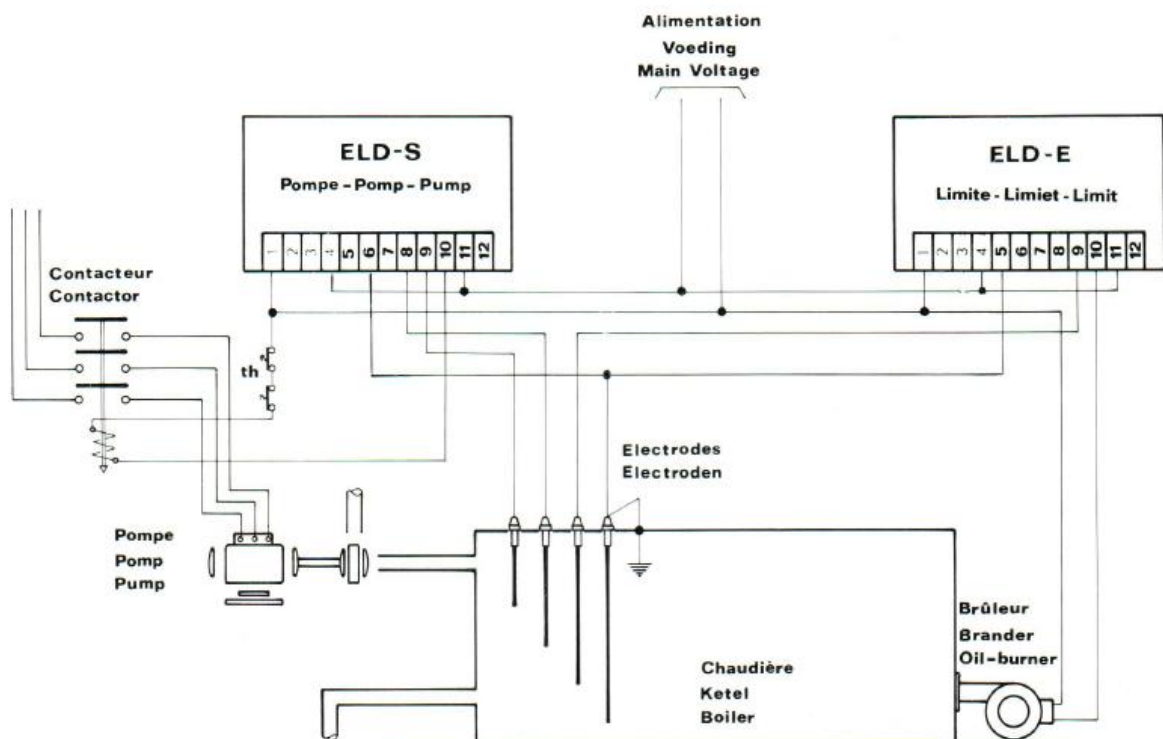 Alimentation
Voeding
Main Voltage
ELD-S
Pompe - Pomp - Pump
1 2 3 4 5 6 7 8 9 10 11 12
ELD-E
Limite - Limiet - Limit
1 2 3 4 5 6 7 8 9 10 11 12
Contacteur
Contactor
th
Electrodes
Electroden
Pompe
Pomp
Pump
Chaudière
Ketel
Boiler
Brûleur
Brander
Oil-burner